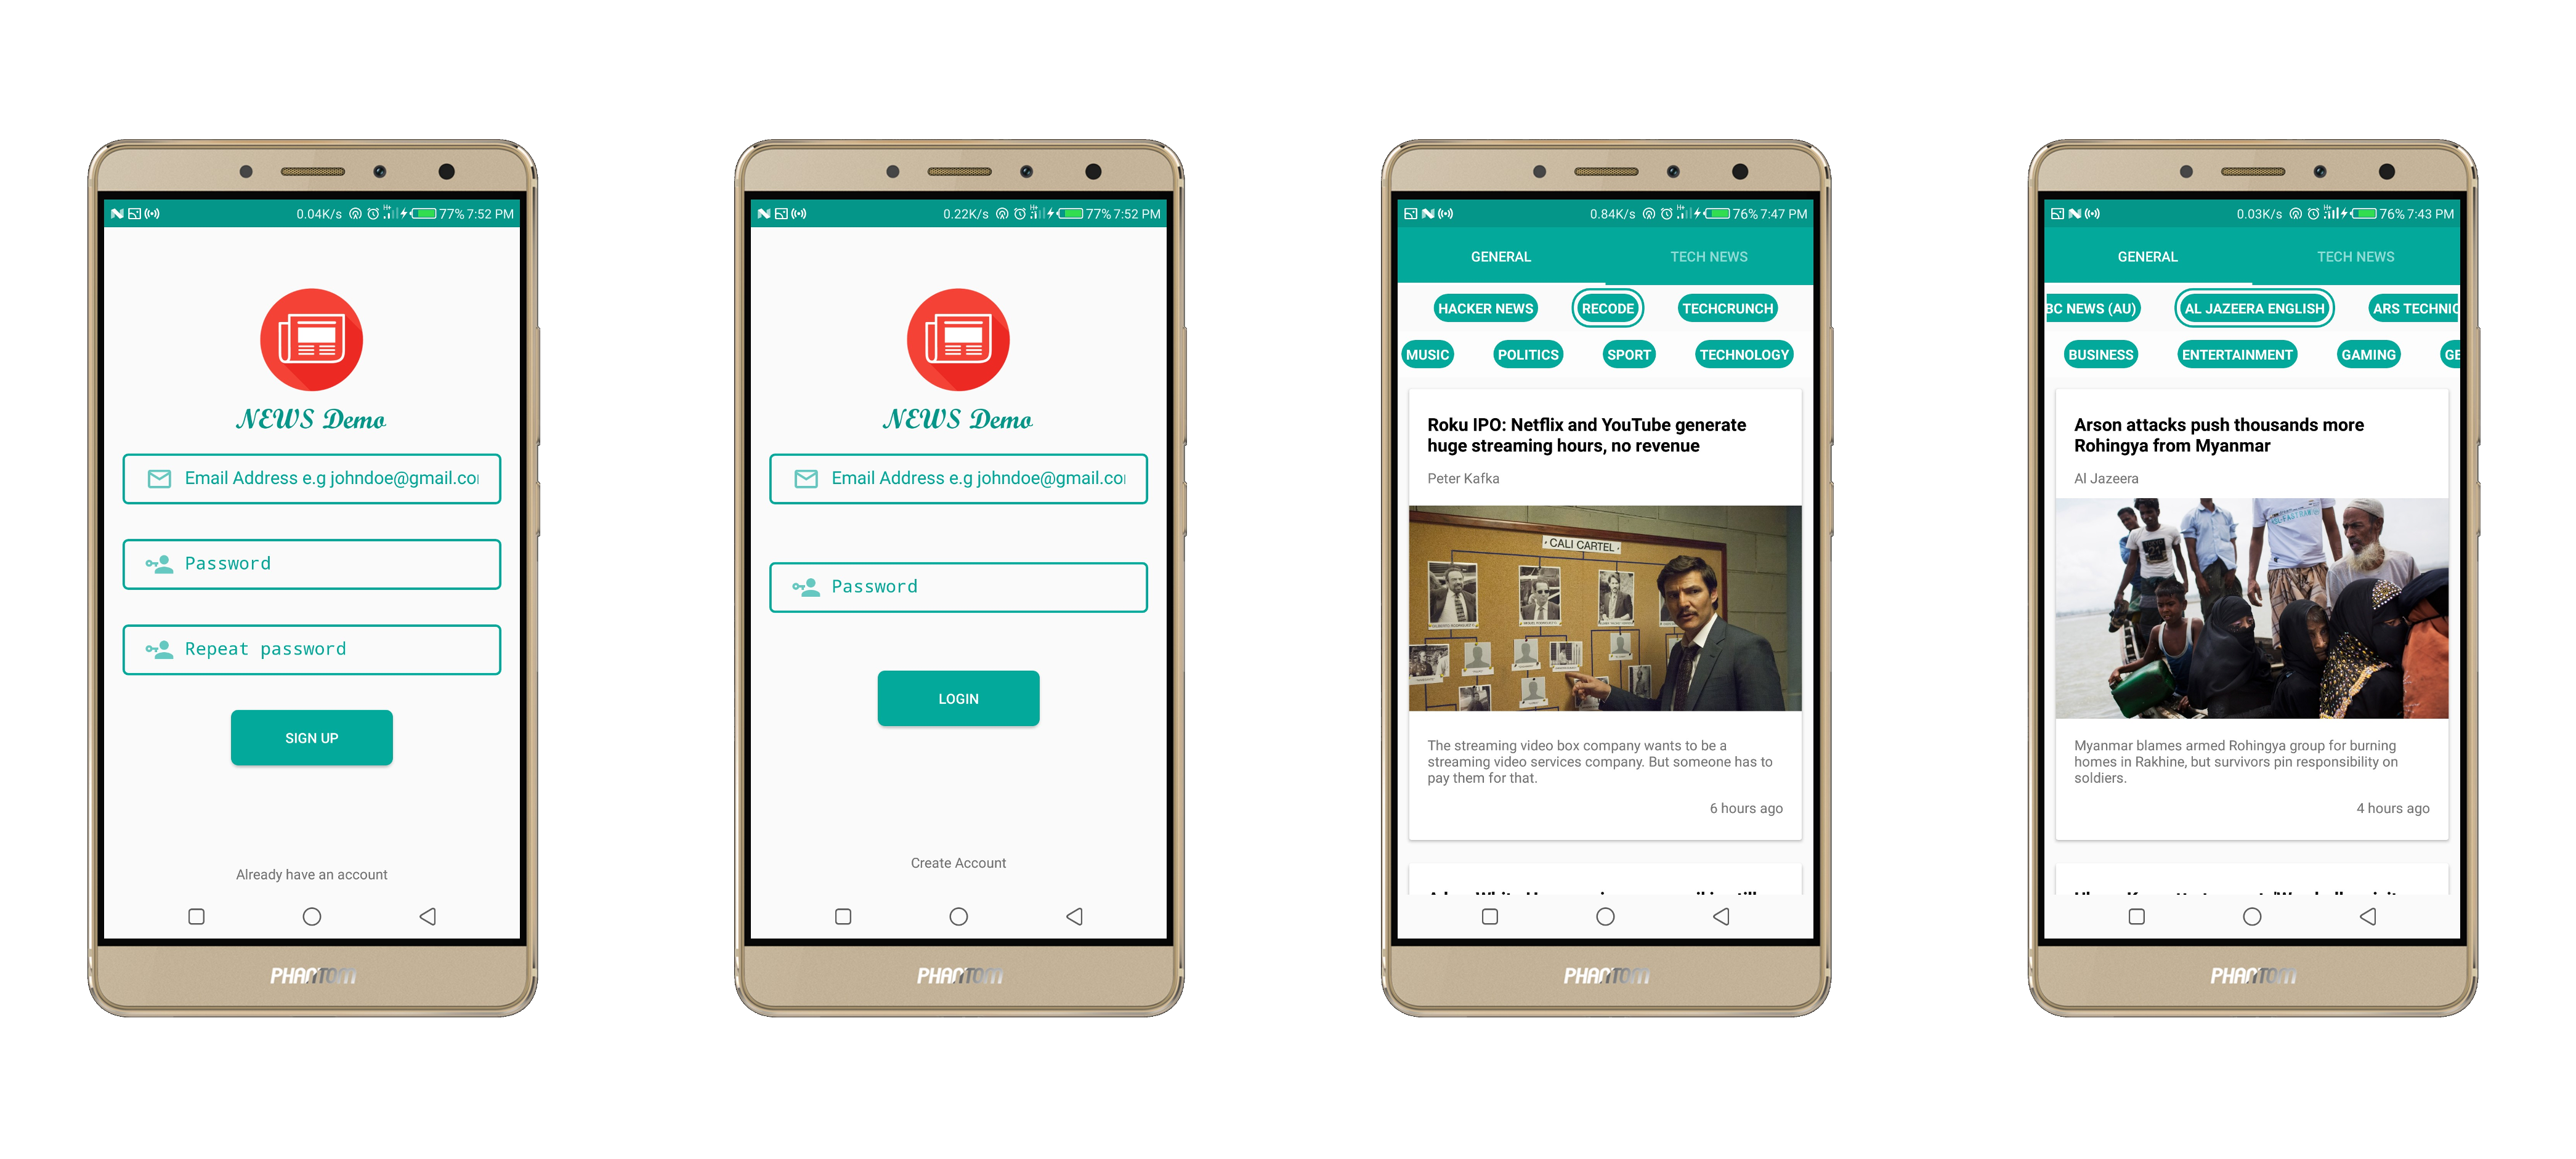 0.04K/s 77% 7:52 PM
NEWS Demo
Email Address e.g johndoe@gmail.co
Password
Repeat password
SIGN UP
Already have an account
PHANTOM
0.22K/s 77% 7:52 PM
NEWS Demo
Email Address e.g johndoe@gmail.co
Password
LOGIN
Create Account
PHANTOM
0.84K/s 76% 7:47 PM
GENERAL TECH NEWS
HACKER NEWS RECODE TECHCRUNCH
MUSIC POLITICS SPORT TECHNOLOGY
Roku IPO: Netflix and YouTube generate
huge streaming hours, no revenue
Peter Kafka
CALI CARTEL
The streaming video box company wants to be a
streaming video services company. But someone has to
pay them for that.
6 hours ago
PHANTOM
0.03K/s 76% 7:43 PM
GENERAL TECH NEWS
BC NEWS (AU) AL JAZEERA ENGLISH ARS TECHNIC
BUSINESS ENTERTAINMENT GAMING GE
Arson attacks push thousands more
Rohingya from Myanmar
Al Jazeera
Myanmar blames armed Rohingya group for burning
homes in Rakhine, but survivors pin responsibility on
soldiers.
4 hours ago
PHANTOM